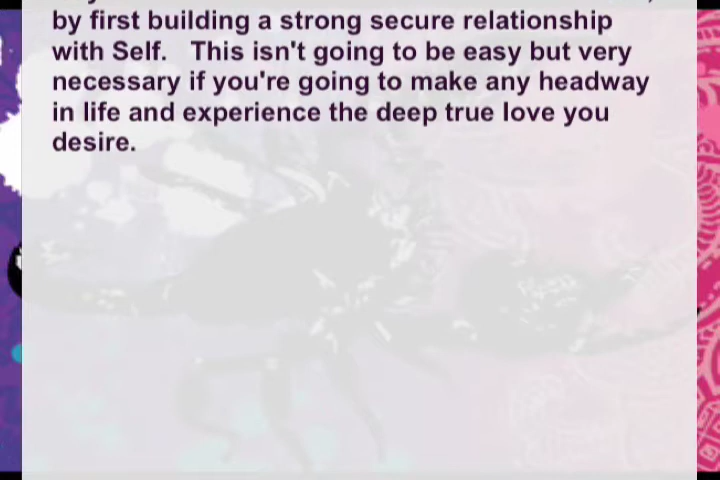 by first building a strong secure relationship
with Self.   This isn't going to be easy but very
necessary if you're going to make any headway
in life and experience the deep true love you
desire.